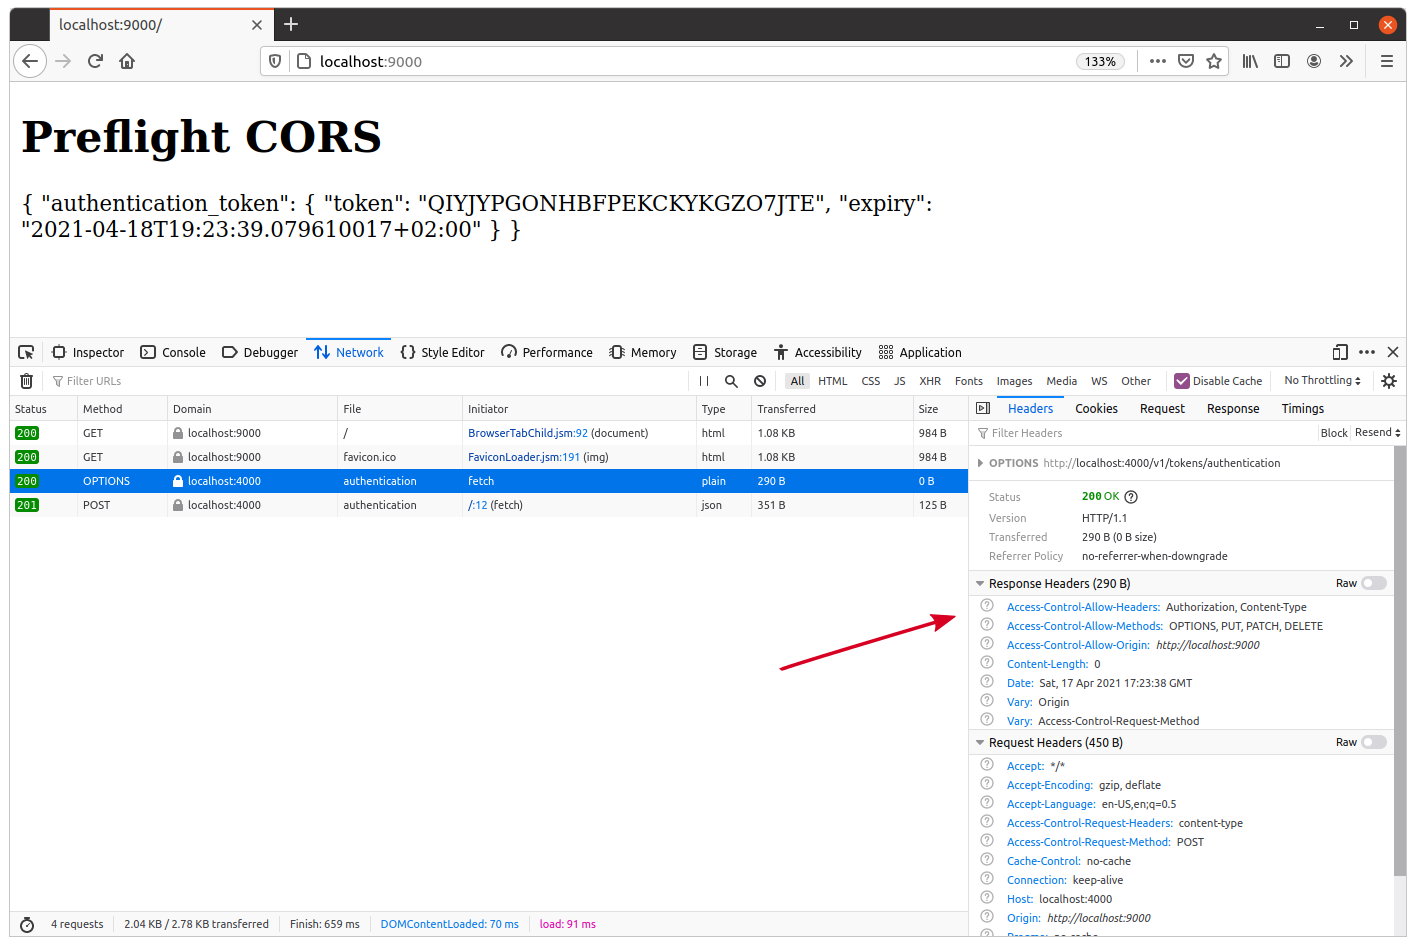 localhost:9000/
localhost:9000
133%
Preflight CORS
{ "authentication_token": { "token": "QIYJYPGONHBFPEKCKYKGZO7JTE", "expiry":
"2021-04-18T19:23:39.079610017+02:00" } }
Inspector Console Debugger Network Style Editor Performance Memory Storage Accessibility Application
Filter URLs All HTML CSS JS XHR Fonts Images Media WS Other Disable Cache No Throttling
Status Method Domain File Initiator Type Transferred Size
200 GET localhost:9000 / BrowserTabChild.jsm:92 (document) html 1.08 KB 984 B
200 GET localhost:9000 favicon.ico FaviconLoader.jsm:191 (img) html 1.08 KB 984 B
200 OPTIONS localhost:4000 authentication fetch plain 290 B 0 B
201 POST localhost:4000 authentication /:12 (fetch) json 351 B 125 B
Headers Cookies Request Response Timings
Filter Headers Block Resend
OPTIONS http://localhost:4000/v1/tokens/authentication
Status 200 OK
Version HTTP/1.1
Transferred 290 B (0 B size)
Referrer Policy no-referrer-when-downgrade
Response Headers (290 B) Raw
Access-Control-Allow-Headers: Authorization, Content-Type
Access-Control-Allow-Methods: OPTIONS, PUT, PATCH, DELETE
Access-Control-Allow-Origin: http://localhost:9000
Content-Length: 0
Date: Sat, 17 Apr 2021 17:23:38 GMT
Vary: Origin
Vary: Access-Control-Request-Method
Request Headers (450 B) Raw
Accept: */*
Accept-Encoding: gzip, deflate
Accept-Language: en-US,en;q=0.5
Access-Control-Request-Headers: content-type
Access-Control-Request-Method: POST
Cache-Control: no-cache
Connection: keep-alive
Host: localhost:4000
Origin: http://localhost:9000
4 requests 2.04 KB / 2.78 KB transferred Finish: 659 ms DOMContentLoaded: 70 ms load: 91 ms